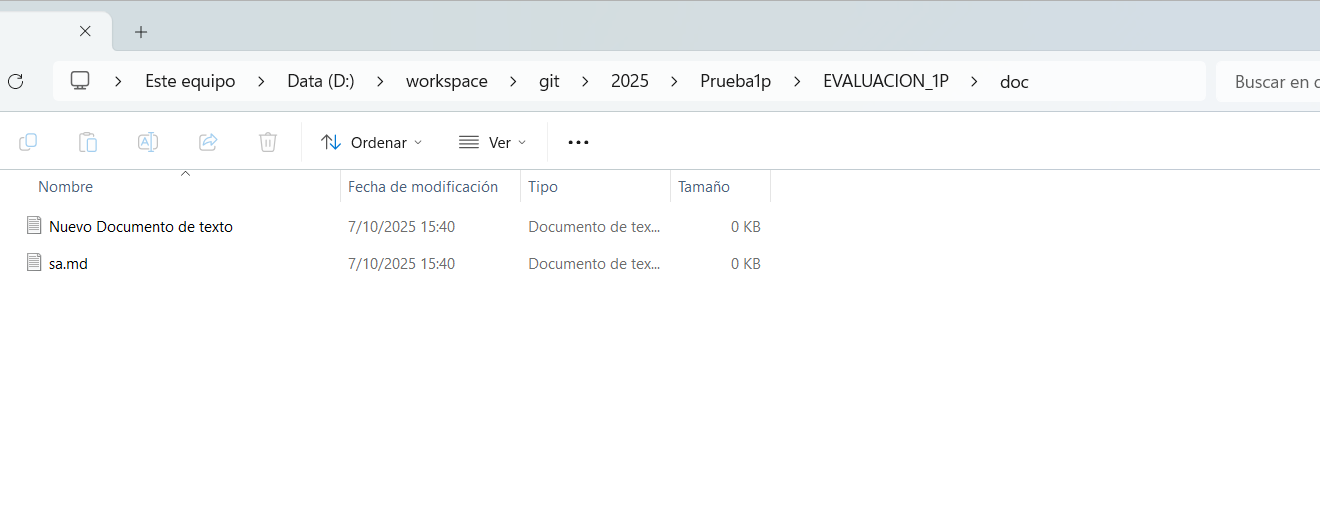 Este equipo > Data (D:) > workspace > git > 2025 > Prueba1p > EVALUACION_1P > doc
Buscar en
Ordenar
Ver
Nombre Fecha de modificación Tipo Tamaño
Nuevo Documento de texto 7/10/2025 15:40 Documento de tex... 0 KB
sa.md 7/10/2025 15:40 Documento de tex... 0 KB